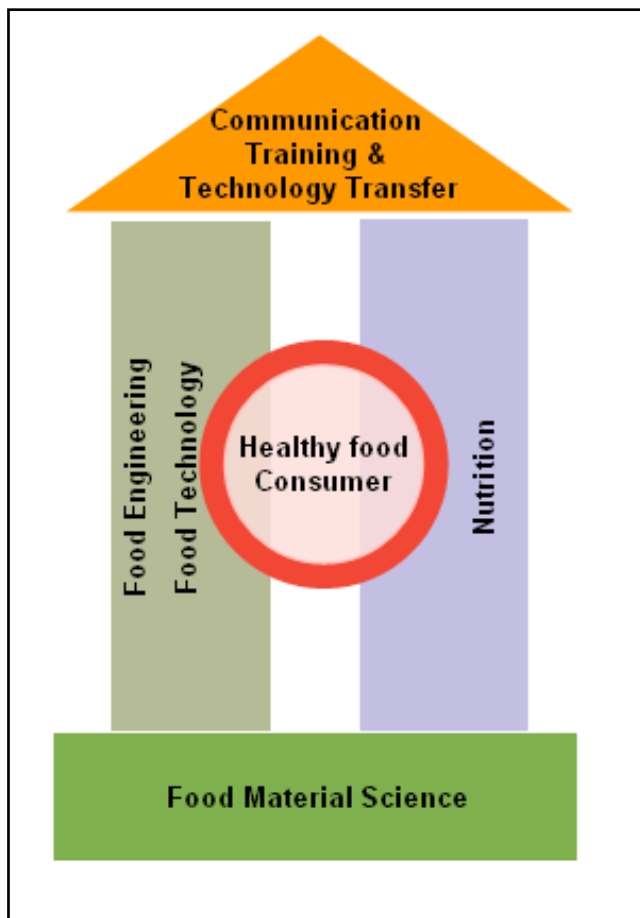 Communication
Training &
Technology Transfer
Food Engineering
Food Technology
Healthy food
Consumer
Nutrition
Food Material Science